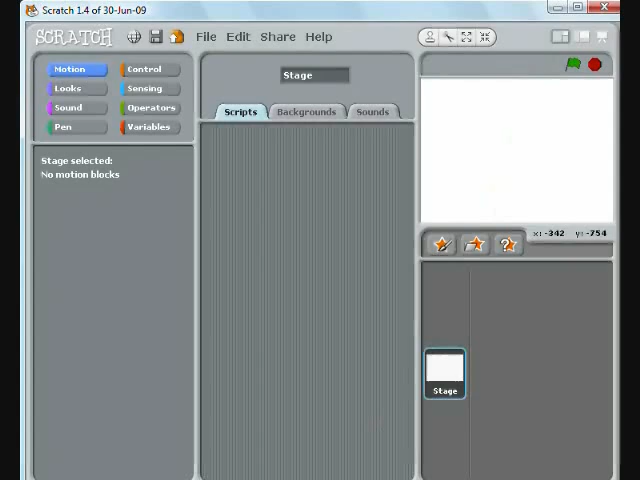 Scratch 1.4 of 30-Jun-09
SCRATCH File Edit Share Help
Motion Control
Looks Sensing
Sound Operators
Pen Variables
Stage selected:
No motion blocks
Stage
Scripts Backgrounds Sounds
x: -342 y: -754
Stage